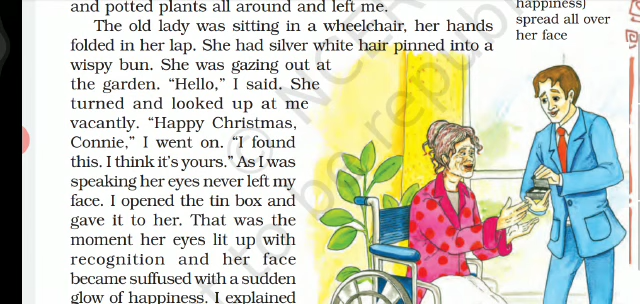 and potted plants all around and left me.
The old lady was sitting in a wheelchair, her hands
folded in her lap. She had silver white hair pinned into a
wispy bun. She was gazing out at
the garden. “Hello,” I said. She
turned and looked up at me
vacantly. “Happy Christmas,
Connie,” I went on. “I found
this. I think it’s yours.” As I was
speaking her eyes never left my
face. I opened the tin box and
gave it to her. That was the
moment her eyes lit up with
recognition and her face
became suffused with a sudden
glow of happiness. I explained
happiness)
spread all over
her face
© NCER
to be repub